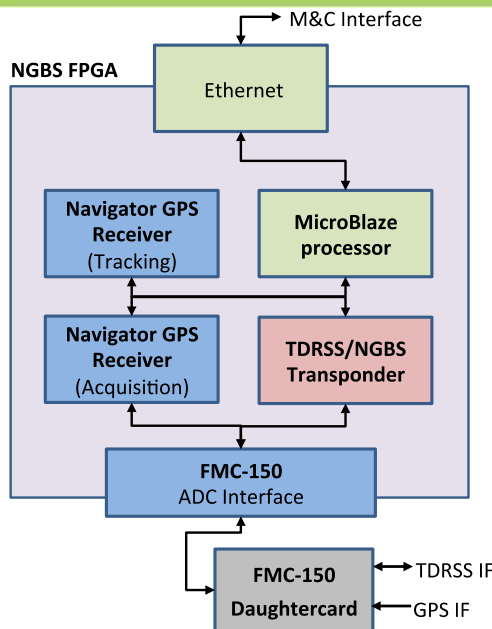 M&C Interface
NGBS FPGA
Ethernet
Navigator GPS
Receiver
(Tracking)
MicroBlaze
processor
Navigator GPS
Receiver
(Acquisition)
TDRSS/NGBS
Transponder
FMC-150
ADC Interface
FMC-150
Daughtercard
TDRSS IF
GPS IF